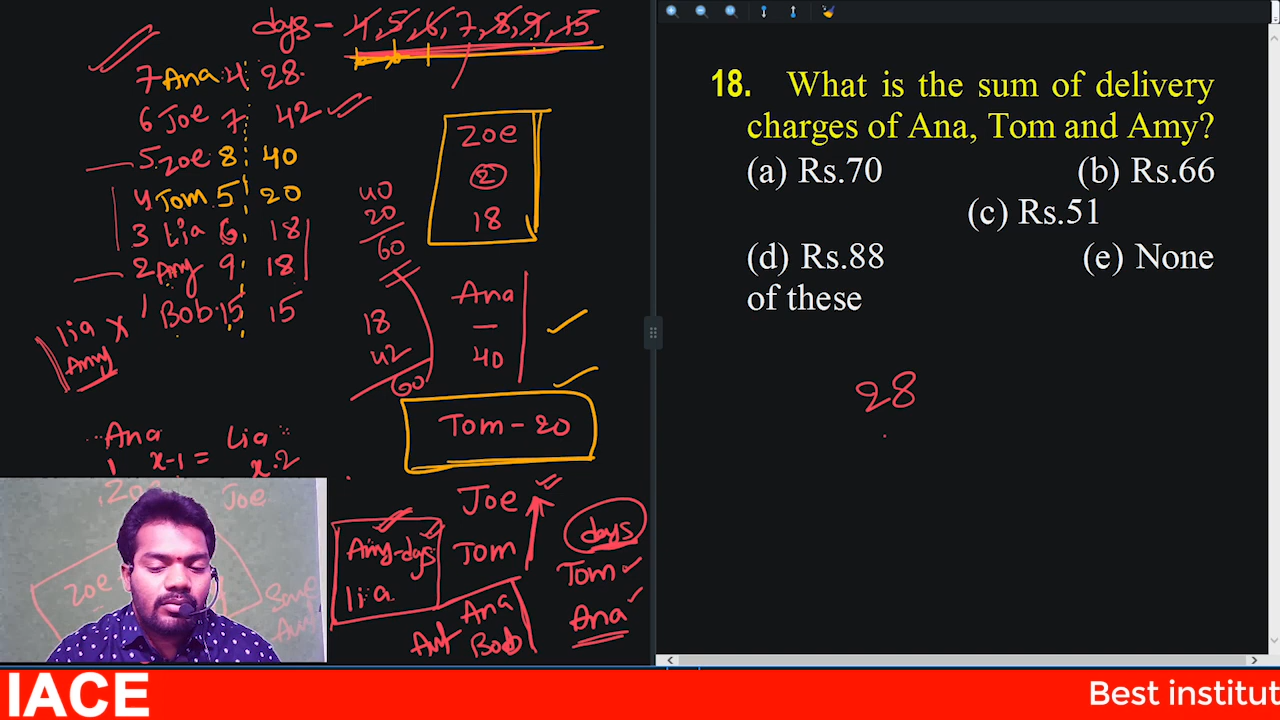 days - 4, 5, 6, 7, 8, 9, 15
7 Ana 4 28
6 Joe 7 42
5 Zoe 8 40
4 Tom 5 20
3 Lia 6 18
2 Amy 9 18
1 Bob 15 15
Lia x
Amy
Zoe
2
18
40
20
60
18
42
60
Ana
40
Tom - 20
Ana Lia
1 x-1 = x.2
Zoe Joe
Zoe
Joe
Tom
Ana
Bob
Amy-days
Lia
days
Tom
Ana
18. What is the sum of delivery
charges of Ana, Tom and Amy?
(a) Rs.70 (b) Rs.66
(c) Rs.51
(d) Rs.88 (e) None
of these
28
IACE
Best institut